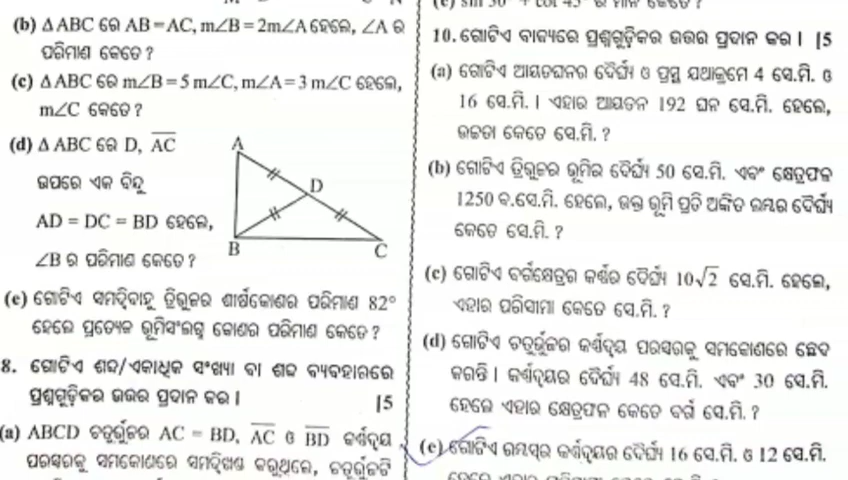 (b) Δ ABC ରେ AB = AC, m∠B = 2m∠A ହେଲେ, ∠A ର
ପରିମାଣ କେତେ ?
(c) Δ ABC ରେ m∠B = 5 m∠C, m∠A = 3 m∠C ହେଲେ,
m∠C କେତେ ?
(d) Δ ABC ରେ D, AC
ଉପରେ ଏକ ବିନ୍ଦୁ
AD = DC = BD ହେଲେ,
∠B ର ପରିମାଣ କେତେ ?
A
D
B
C
(e) ଗୋଟିଏ ସମଦ୍ବିବାହୁ ତ୍ରିଭୁଜର ଶୀର୍ଷକୋଣର ପରିମାଣ 82°
ହେଲେ ପ୍ରତ୍ୟେକ ଭୂମିସଂଲଗ୍ନ କୋଣର ପରିମାଣ କେତେ ?
8. ଗୋଟିଏ ଶବ୍ଦ/ଏକାଧିକ ସଂଖ୍ୟା ବା ଶବ୍ଦ ବ୍ୟବହାରରେ
ପ୍ରଶ୍ନଗୁଡ଼ିକର ଉତ୍ତର ପ୍ରଦାନ କର । [5
(a) ABCD ଚତୁର୍ଭୁଜର AC = BD, AC ଓ BD କର୍ଣ୍ଣଦ୍ୱୟ
ପରସ୍ପରକୁ ସମକୋଣରେ ସମଦ୍ବିଖଣ୍ଡ କରୁଥିଲେ, ଚତୁର୍ଭୁଜଟି
10. ଗୋଟିଏ ବାକ୍ୟରେ ପ୍ରଶ୍ନଗୁଡ଼ିକର ଉତ୍ତର ପ୍ରଦାନ କର । [5
(a) ଗୋଟିଏ ଆୟତଘନର ଦୈର୍ଘ୍ୟ ଓ ପ୍ରସ୍ଥ ଯଥାକ୍ରମେ 4 ସେ.ମି. ଓ
16 ସେ.ମି. । ଏହାର ଆୟତନ 192 ଘନ ସେ.ମି. ହେଲେ,
ଉଚ୍ଚତା କେତେ ସେ.ମି. ?
(b) ଗୋଟିଏ ତ୍ରିଭୁଜର ଭୂମିର ଦୈର୍ଘ୍ୟ 50 ସେ.ମି. ଏବଂ କ୍ଷେତ୍ରଫଳ
1250 ବ.ସେ.ମି. ହେଲେ, ଉକ୍ତ ଭୂମି ପ୍ରତି ଅଙ୍କିତ ଲମ୍ବର ଦୈର୍ଘ୍ୟ
କେତେ ସେ.ମି. ?
(c) ଗୋଟିଏ ବର୍ଗକ୍ଷେତ୍ରର କର୍ଣ୍ଣର ଦୈର୍ଘ୍ୟ 10√2 ସେ.ମି. ହେଲେ,
ଏହାର ପରିସୀମା କେତେ ସେ.ମି. ?
(d) ଗୋଟିଏ ଚତୁର୍ଭୁଜର କର୍ଣ୍ଣଦ୍ୱୟ ପରସ୍ପରକୁ ସମକୋଣରେ ଛେଦ
କରନ୍ତି । କର୍ଣ୍ଣଦ୍ୱୟର ଦୈର୍ଘ୍ୟ 48 ସେ.ମି. ଏବଂ 30 ସେ.ମି.
ହେଲେ ଏହାର କ୍ଷେତ୍ରଫଳ କେତେ ବର୍ଗ ସେ.ମି. ?
(e) ଗୋଟିଏ ରମ୍ବସର କର୍ଣ୍ଣଦ୍ୱୟର ଦୈର୍ଘ୍ୟ 16 ସେ.ମି. ଓ 12 ସେ.ମି.